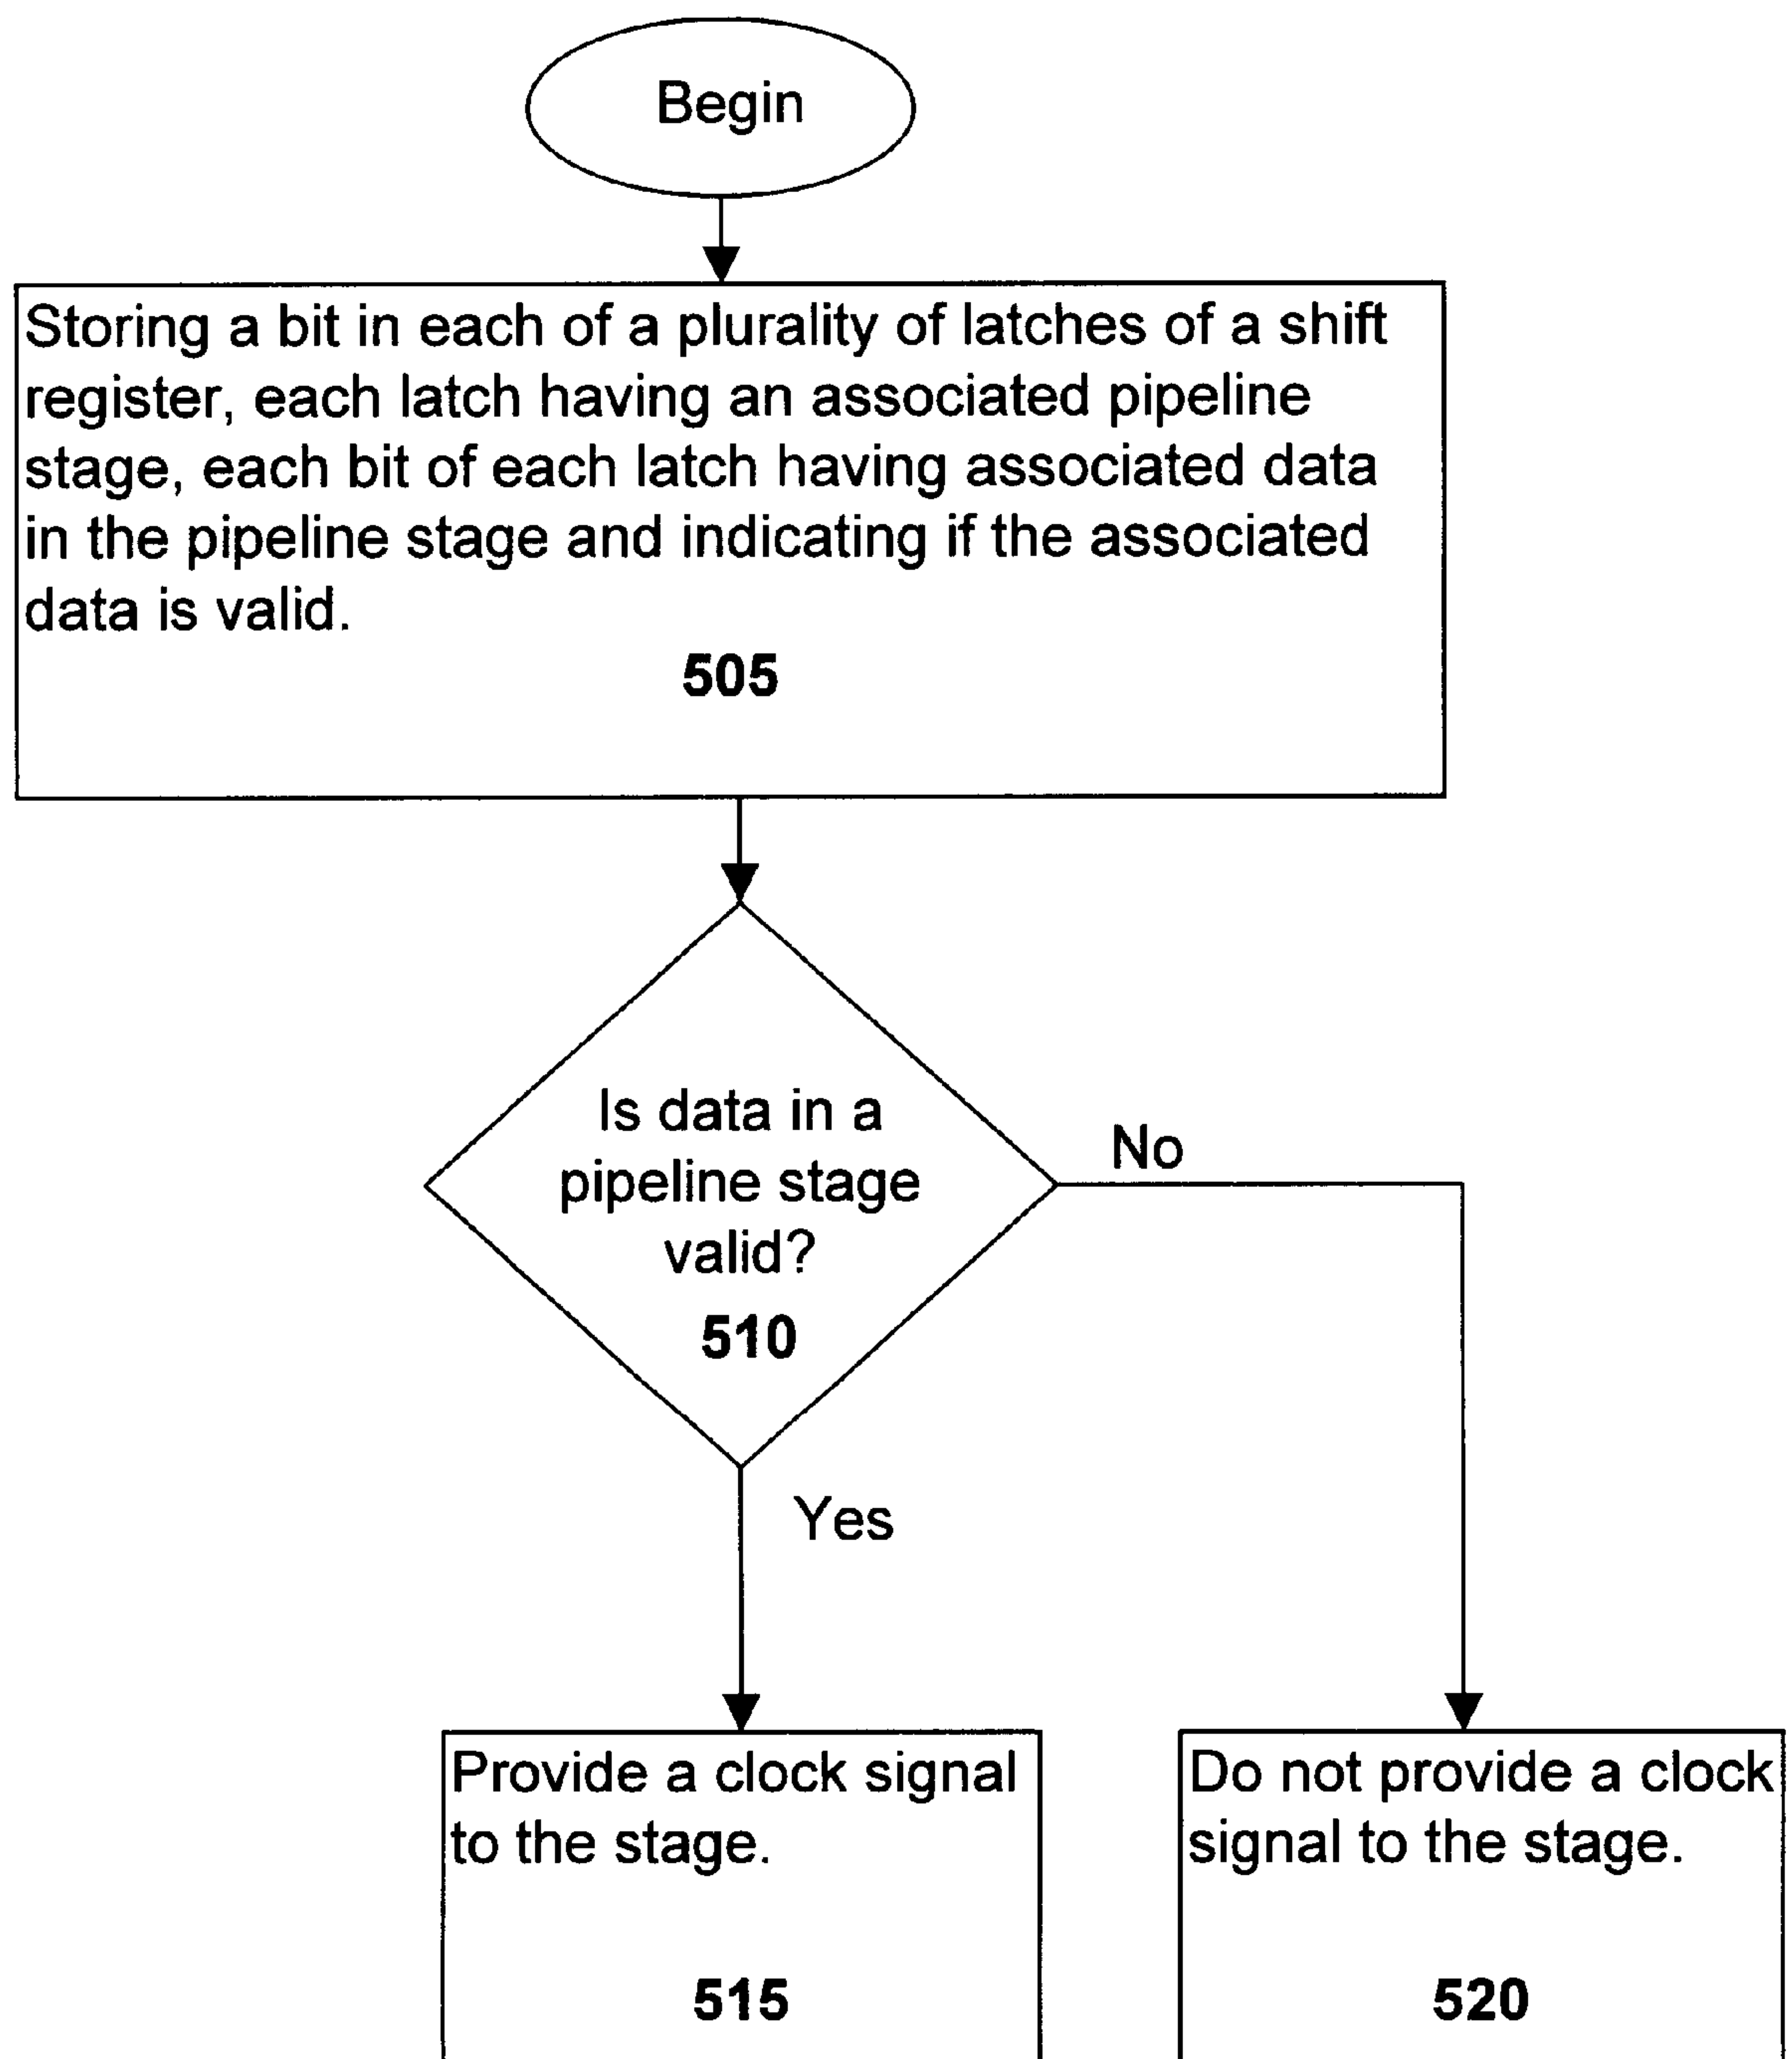 Begin
Storing a bit in each of a plurality of latches of a shift
register, each latch having an associated pipeline
stage, each bit of each latch having associated data
in the pipeline stage and indicating if the associated
data is valid.
505
Is data in a
pipeline stage
valid?
510
No
Yes
Provide a clock signal
to the stage.
515
Do not provide a clock
signal to the stage.
520